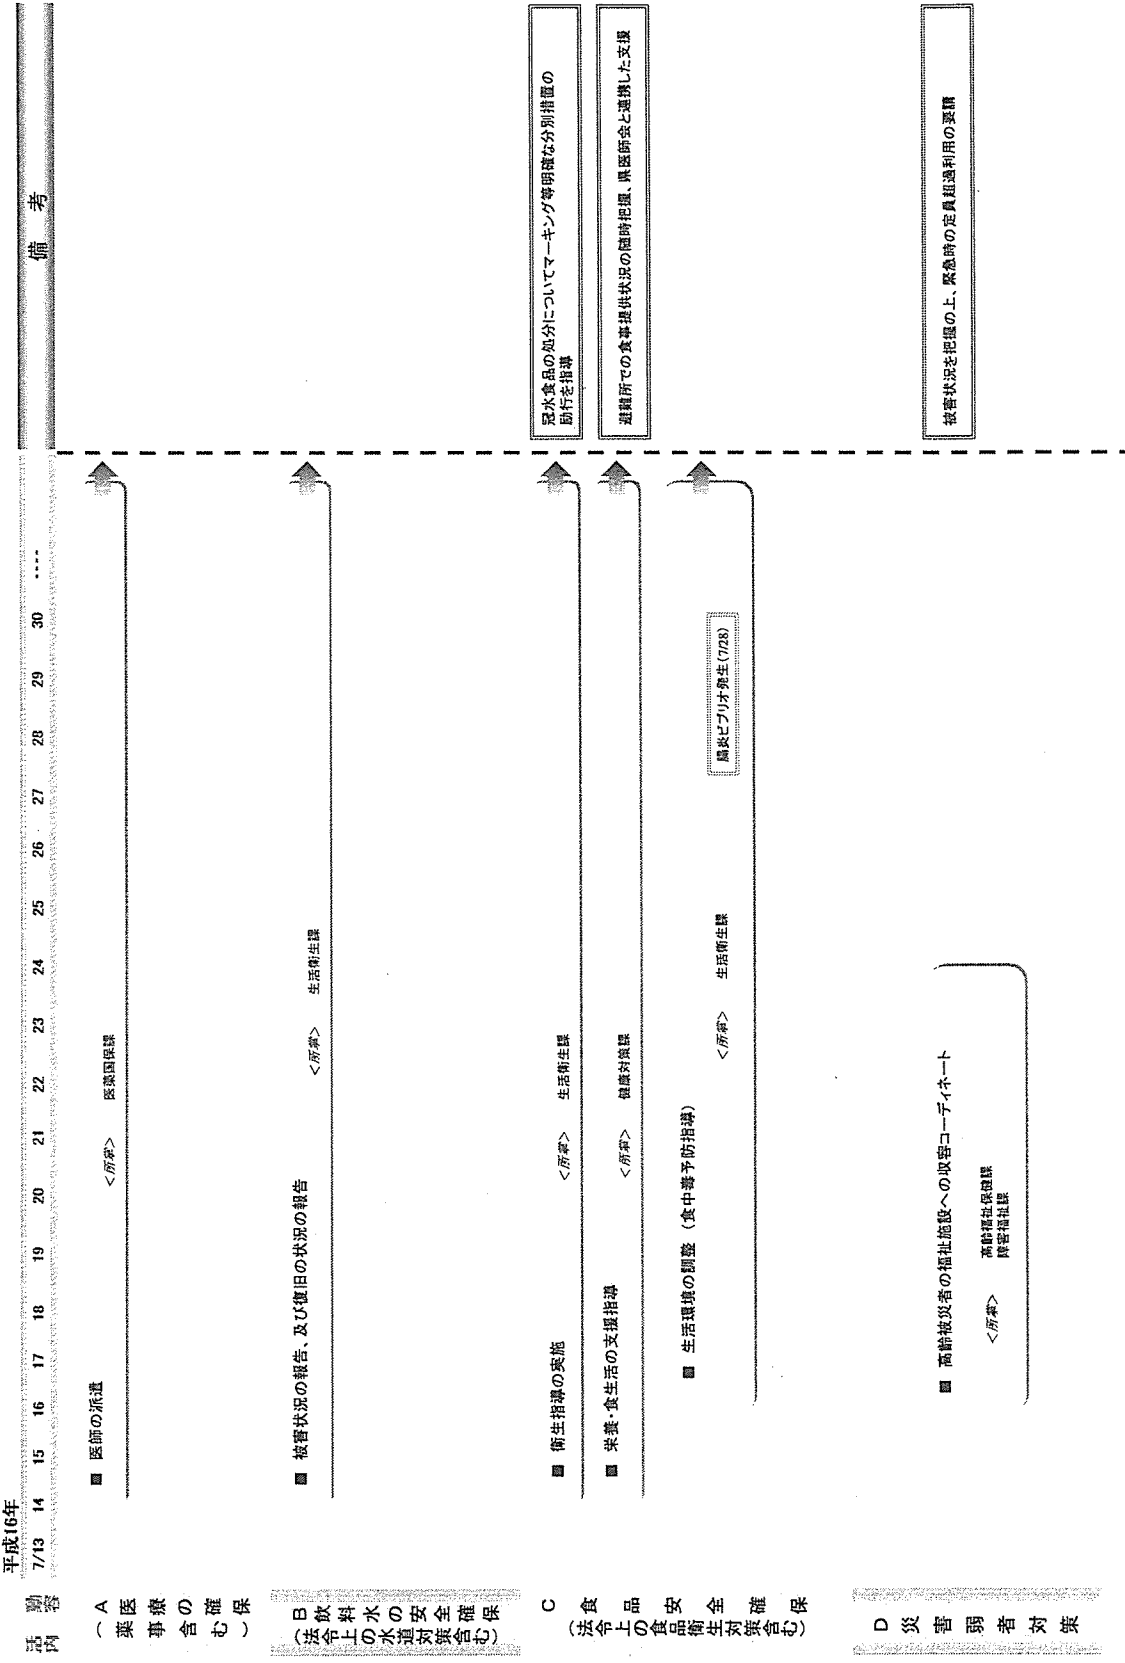 平成16年
活動内容
7/13 14 15 16 17 18 19 20 21 22 23 24 25 26 27 28 29 30 ‥‥
備考
A 医療の確保
（薬事含む）
■ 医師の派遣
<所掌> 医薬国保課
B 飲料水の安全確保
（法令上の水道対策含む）
■ 被害状況の報告、及び復旧の状況の報告
<所掌> 生活衛生課
C 食品安全確保
（法令上の食品衛生対策含む）
■ 衛生指導の実施
<所掌> 生活衛生課
冠水食品の処分についてマーキング等明確な分別措置の
励行を指導
■ 栄養・食生活の支援指導
<所掌> 健康対策課
避難所での食事提供状況の随時把握、県医師会と連携した支援
■ 生活環境の調整（食中毒予防指導）
<所掌> 生活衛生課
腸炎ビブリオ発生(7/28)
D 災害弱者対策
■ 高齢被災者の福祉施設への収容コーディネート
<所掌> 高齢福祉保健課
障害福祉課
被害状況を把握の上、緊急時の定員超過利用の要請